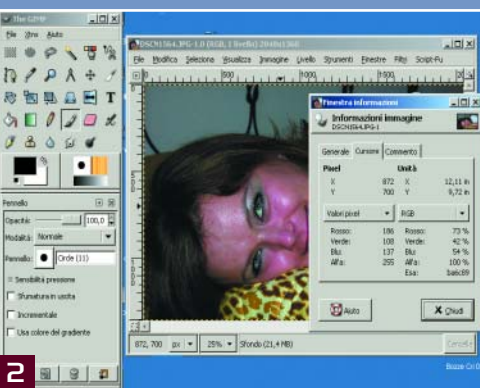 The GIMP
File Xtns Aiuto
Pennello
Opacità: 100,0
Modalità: Normale
Pennello: Circle (11)
Sensibilità pressione
Sfumatura in uscita
Incrementale
Usa colore del gradiente
2
DSCN1564.JPG-1.0 (RGB, 1 livello) 2048x1360
File Modifica Seleziona Visualizza Immagine Livello Strumenti Finestre Filtri Script-Fu
0 500 1000
872, 700 px 25% Sfondo (21,4 MB)
Cancella
Finestra informazioni
Informazioni immagine
DSCN1564.JPG-1
Generale Cursore Commento
Pixel Unità
X 872 X 12,11 in
Y 700 Y 9,72 in
Valori pixel RGB
Rosso: 186 Rosso: 73 %
Verde: 108 Verde: 42 %
Blu: 137 Blu: 54 %
Alfa: 255 Alfa: 100 %
Esa: ba6c89
Aiuto Chiudi